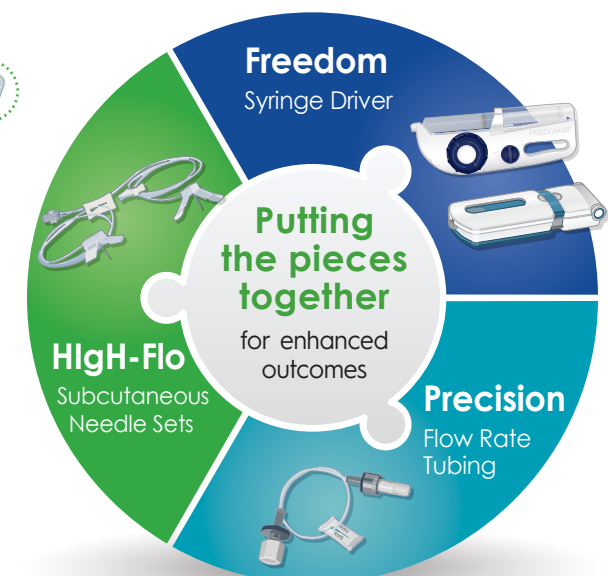 Freedom
Syringe Driver
FREEDOM60
Putting
the pieces
together
for enhanced
outcomes
HIgH-Flo
Subcutaneous
Needle Sets
Precision
Flow Rate
Tubing